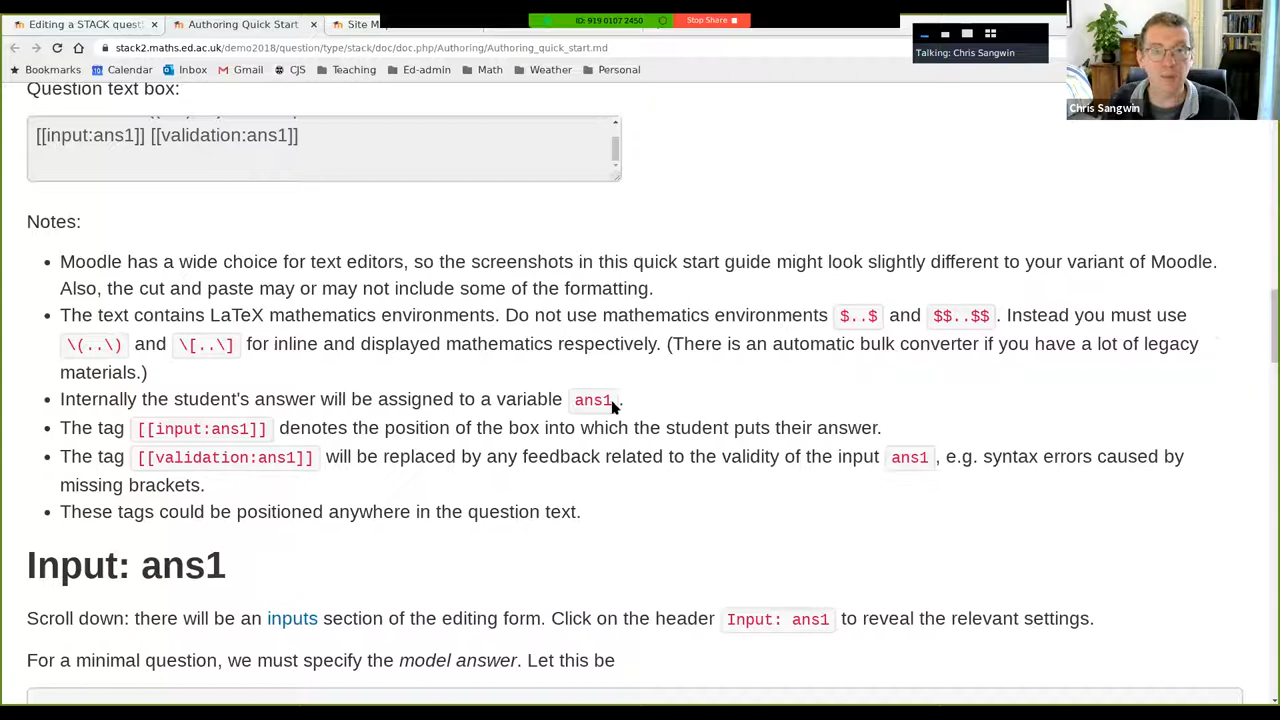 Editing a STACK quest
Authoring Quick Start
Site M
ID: 919 0107 2450
Stop Share
stack2.maths.ed.ac.uk/demo2018/question/type/stack/doc/doc.php/Authoring/Authoring_quick_start.md
Talking: Chris Sangwin
Bookmarks Calendar Inbox Gmail CJS Teaching Ed-admin Math Weather Personal
Chris Sangwin
Question text box:
[[input:ans1]] [[validation:ans1]]
Notes:
• Moodle has a wide choice for text editors, so the screenshots in this quick start guide might look slightly different to your variant of Moodle.
Also, the cut and paste may or may not include some of the formatting.
• The text contains LaTeX mathematics environments. Do not use mathematics environments $..$ and $$..$$. Instead you must use
\(..\) and \[..\] for inline and displayed mathematics respectively. (There is an automatic bulk converter if you have a lot of legacy
materials.)
• Internally the student's answer will be assigned to a variable ans1.
• The tag [[input:ans1]] denotes the position of the box into which the student puts their answer.
• The tag [[validation:ans1]] will be replaced by any feedback related to the validity of the input ans1, e.g. syntax errors caused by
missing brackets.
• These tags could be positioned anywhere in the question text.
Input: ans1
Scroll down: there will be an inputs section of the editing form. Click on the header Input: ans1 to reveal the relevant settings.
For a minimal question, we must specify the model answer. Let this be